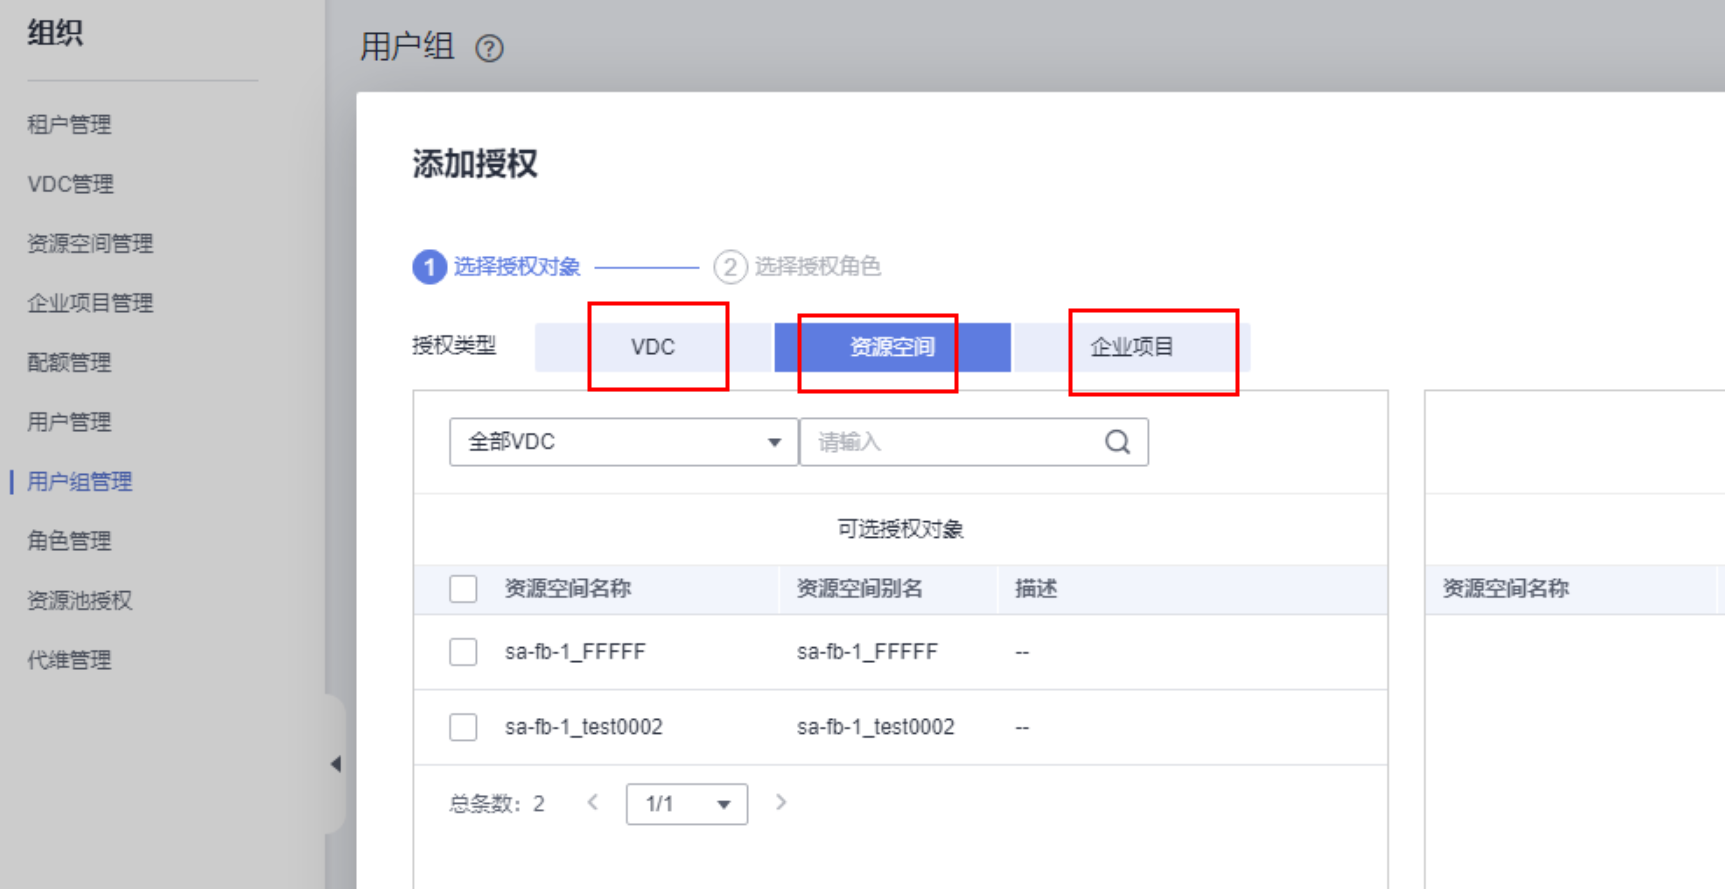 组织
租户管理
VDC管理
资源空间管理
企业项目管理
配额管理
用户管理
用户组管理
角色管理
资源池授权
代维管理
用户组 ?
添加授权
1 选择授权对象 2 选择授权角色
授权类型 VDC 资源空间 企业项目
全部VDC 请输入
可选授权对象
资源空间名称 资源空间别名 描述
sa-fb-1_FFFFF sa-fb-1_FFFFF --
sa-fb-1_test0002 sa-fb-1_test0002 --
总条数: 2 < 1/1 >
资源空间名称